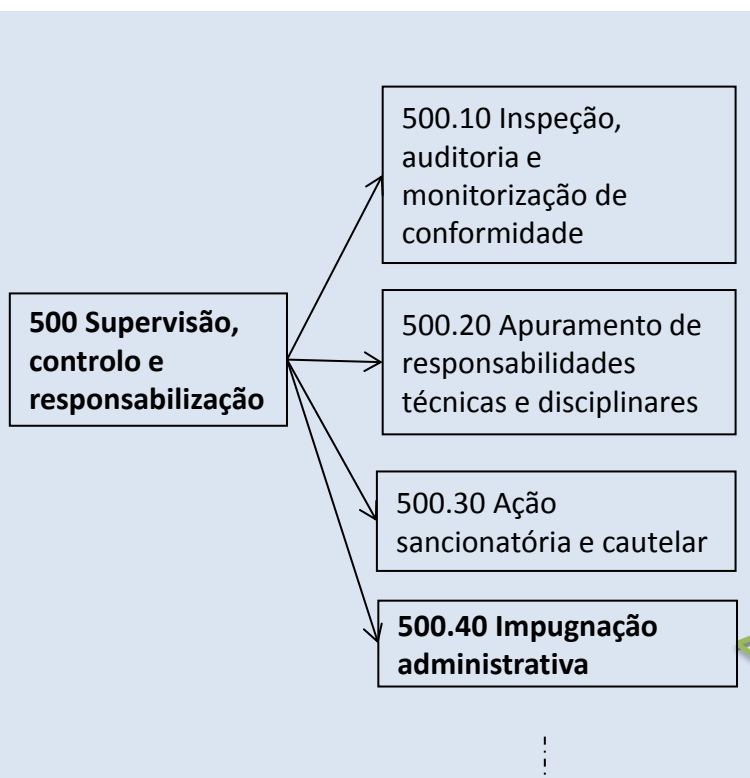 500.10 Inspeção,
auditoria e
monitorização de
conformidade
500 Supervisão,
controlo e
responsabilização
500.20 Apuramento de
responsabilidades
técnicas e disciplinares
500.30 Ação
sancionatória e cautelar
500.40 Impugnação
administrativa